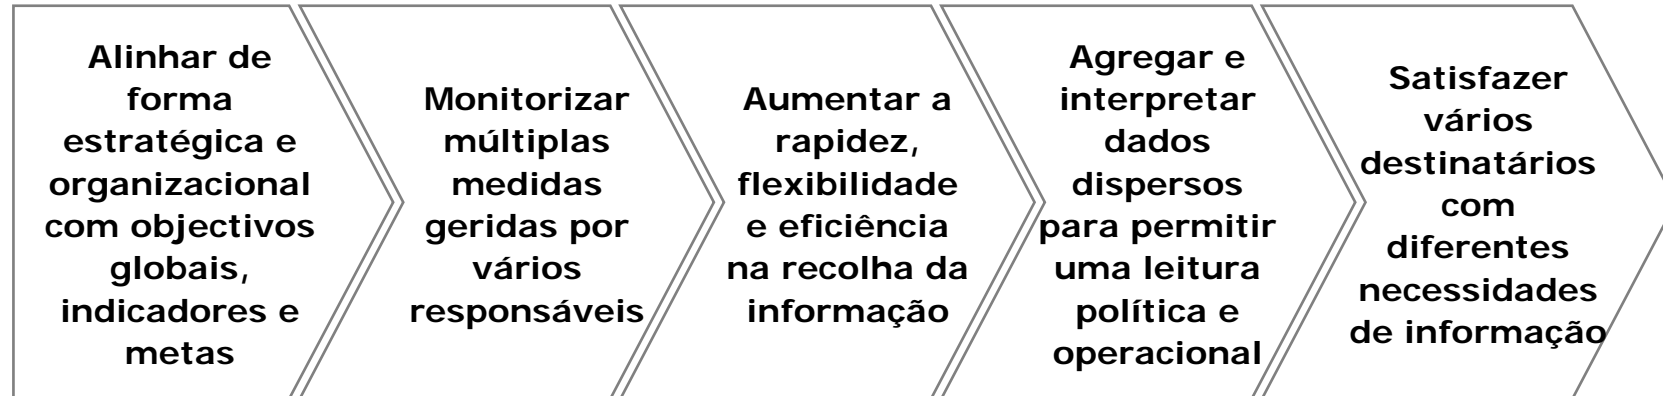 Alinhar de
forma
estratégica e
organizacional
com objectivos
globais,
indicadores e
metas
Monitorizar
múltiplas
medidas
geridas por
vários
responsáveis
Aumentar a
rapidez,
flexibilidade
e eficiência
na recolha da
informação
Agregar e
interpretar
dados
dispersos
para permitir
uma leitura
política e
operacional
Satisfazer
vários
destinatários
com
diferentes
necessidades
de informação